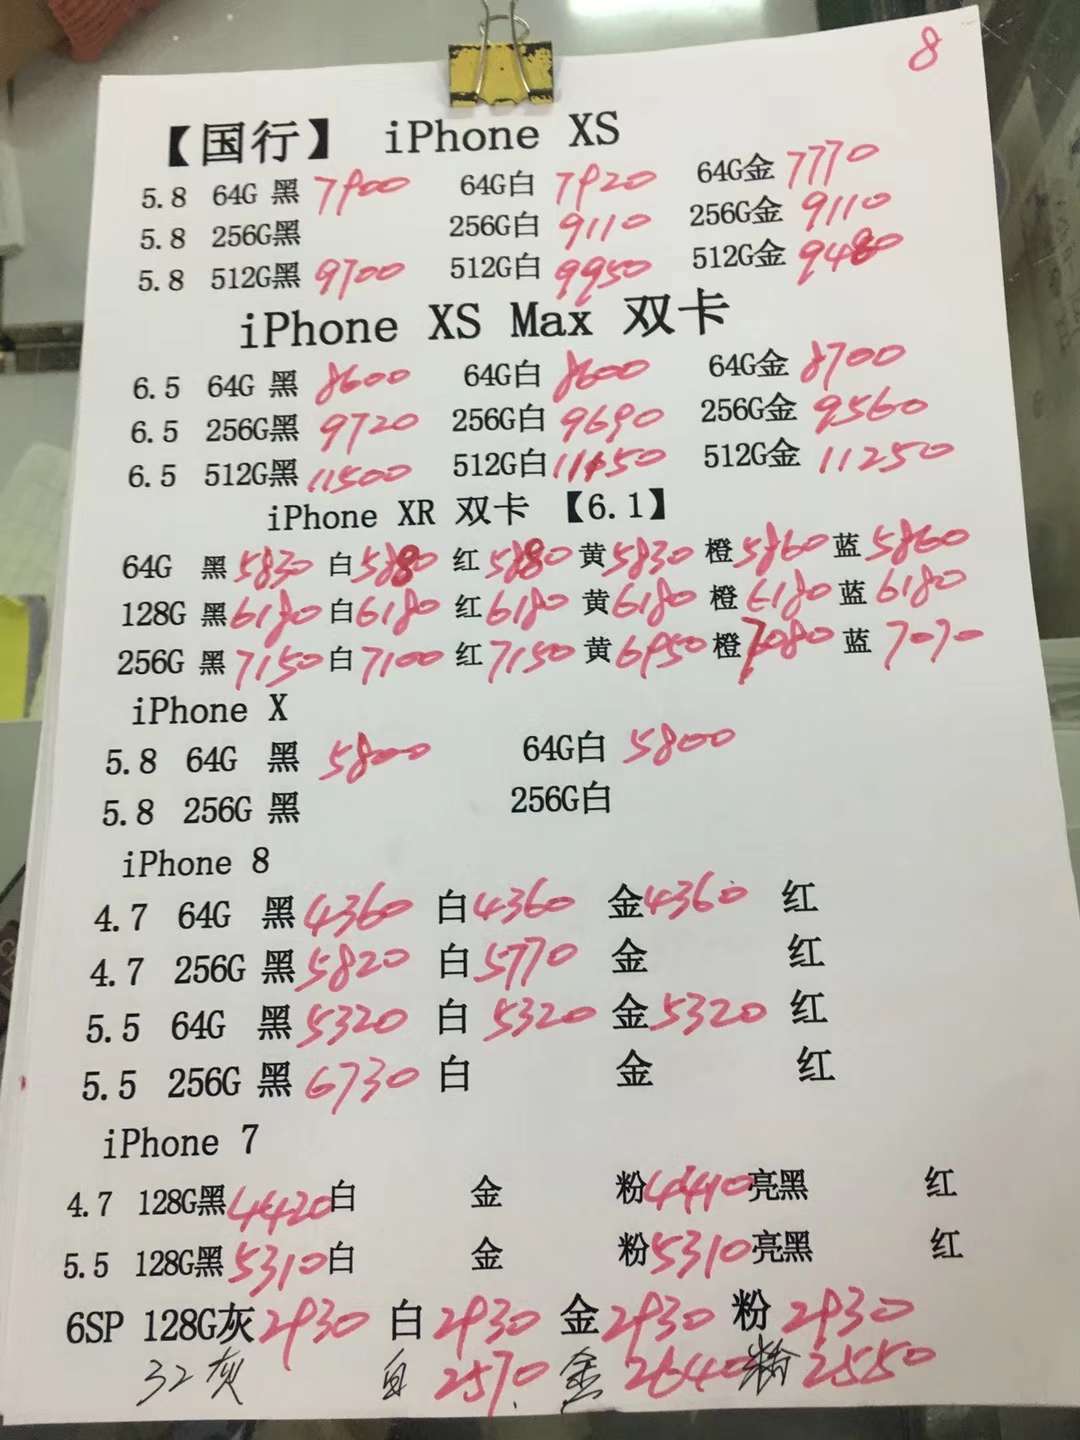 8
【国行】 iPhone XS
5.8 64G 黑 7900 64G白 7920 64G金 7770
5.8 256G黑 256G白 9110 256G金 9110
5.8 512G黑 9700 512G白 9950 512G金 9480
iPhone XS Max 双卡
6.5 64G 黑 8600 64G白 8600 64G金 8700
6.5 256G黑 9720 256G白 9690 256G金 9560
6.5 512G黑 11500 512G白 11150 512G金 11250
iPhone XR 双卡 【6.1】
64G 黑 5830 白 5880 红 5880 黄 5830 橙 5860 蓝 5860
128G 黑 6180 白 6180 红 6180 黄 6180 橙 6180 蓝 6180
256G 黑 7150 白 7100 红 7150 黄 6950 橙 7080 蓝 7070
iPhone X
5.8 64G 黑 5800 64G白 5800
5.8 256G 黑 256G白
iPhone 8
4.7 64G 黑 4360 白 4360 金 4360 红
4.7 256G 黑 5820 白 5770 金 红
5.5 64G 黑 5320 白 5320 金 5320 红
5.5 256G 黑 6730 白 金 红
iPhone 7
4.7 128G黑 4420 白 金 粉 4410 亮黑 红
5.5 128G黑 5310 白 金 粉 5310 亮黑 红
6SP 128G灰 2930 白 2930 金 2930 粉 2930
32 灰 白 2570. 金 2640 粉 2550